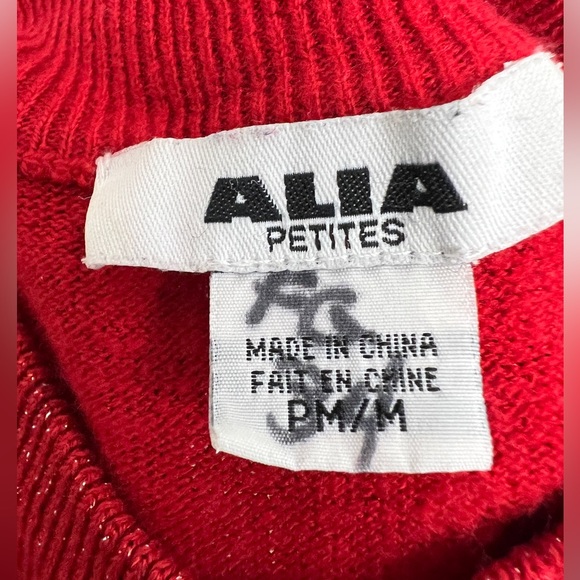 ALIA
PETITES
MADE IN CHINA
FAIT EN CHINE
PM/M